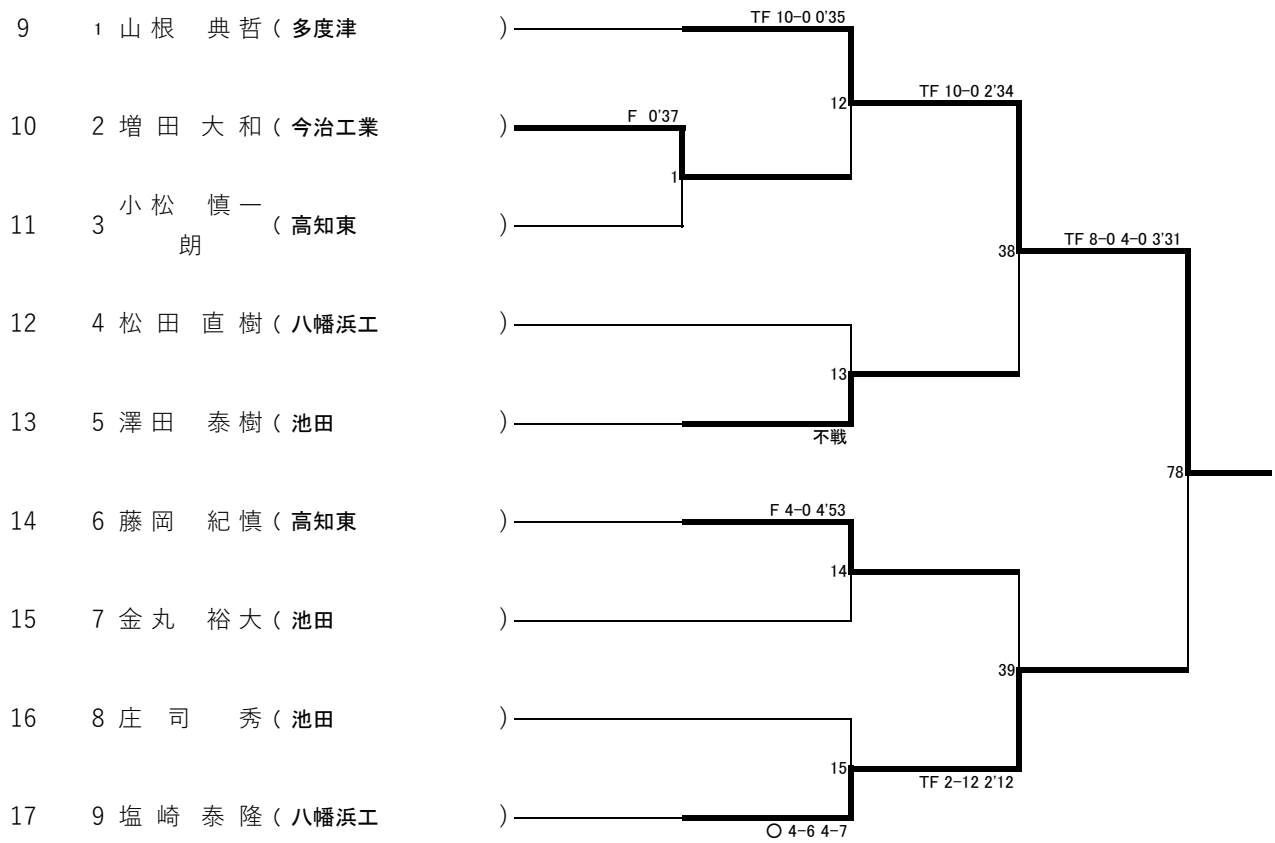 TF 10-0 0'35
9 1 山根 典哲 ( 多度津 )
12 TF 10-0 2'34
10 2 増田 大和 ( 今治工業 ) F 0'37
1
小松 慎一
11 3 ( 高知東 )
朗
38 TF 8-0 4-0 3'31
12 4 松田 直樹 ( 八幡浜工 )
13
13 5 澤田 泰樹 ( 池田 )
不戦
78
14 6 藤岡 紀慎 ( 高知東 ) F 4-0 4'53
14
15 7 金丸 裕大 ( 池田 )
39
16 8 庄司 秀 ( 池田 )
15 TF 2-12 2'12
17 9 塩崎 泰隆 ( 八幡浜工 )
○ 4-6 4-7